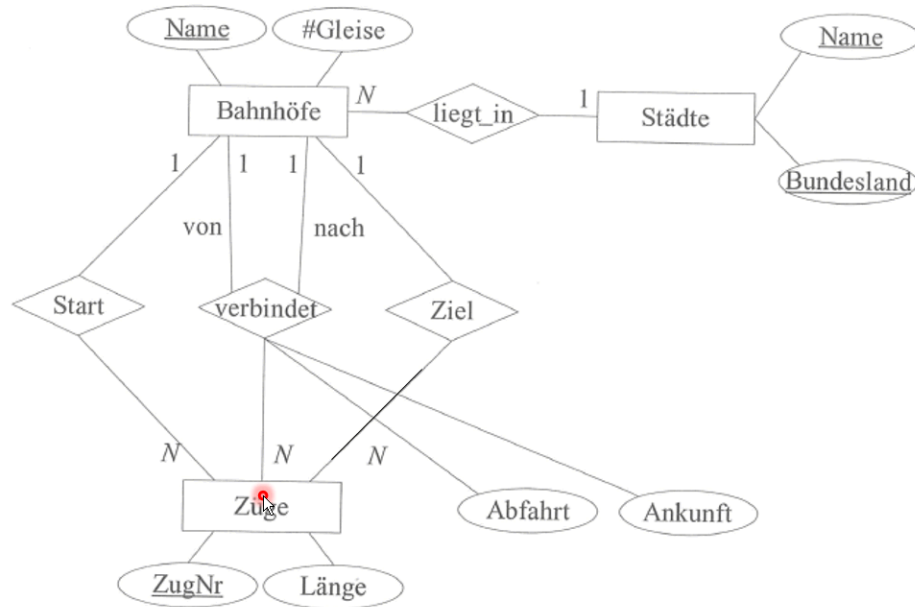 Name
#Gleise
Name
Bahnhöfe
N
liegt_in
1
Städte
Bundesland
1
1
1
1
von
nach
Start
verbindet
Ziel
N
N
N
Züge
Abfahrt
Ankunft
ZugNr
Länge